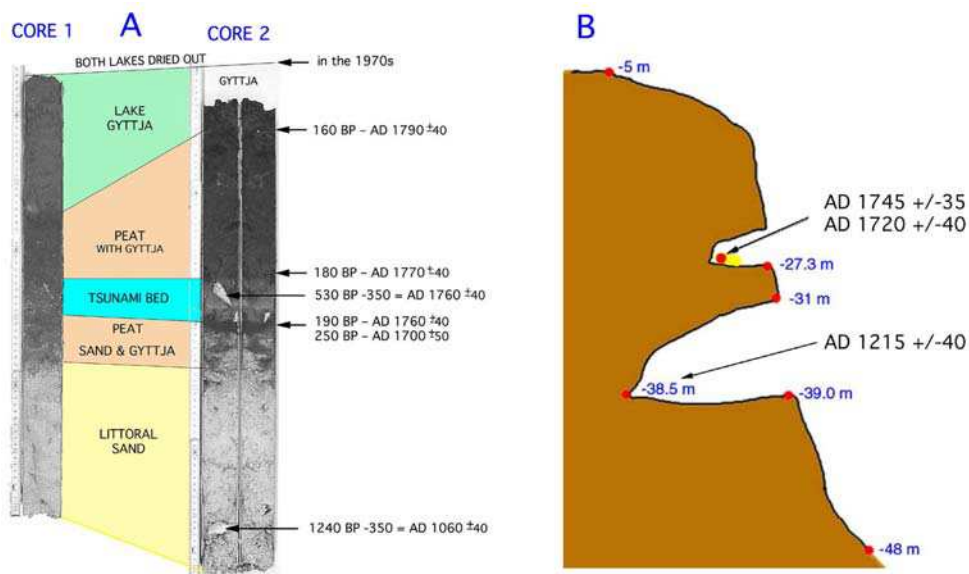 CORE 1
A
CORE 2
BOTH LAKES DRIED OUT
in the 1970s
GYTTJA
LAKE
GYTTJA
160 BP – AD 1790 ±40
PEAT
WITH GYTTJA
180 BP – AD 1770 ±40
TSUNAMI BED
530 BP -350 = AD 1760 ±40
190 BP – AD 1760 ±40
PEAT
SAND & GYTTJA
250 BP – AD 1700 ±50
LITTORAL
SAND
1240 BP -350 = AD 1060 ±40
B
-5 m
AD 1745 +/-35
AD 1720 +/-40
-27.3 m
-31 m
AD 1215 +/-40
-38.5 m
-39.0 m
-48 m